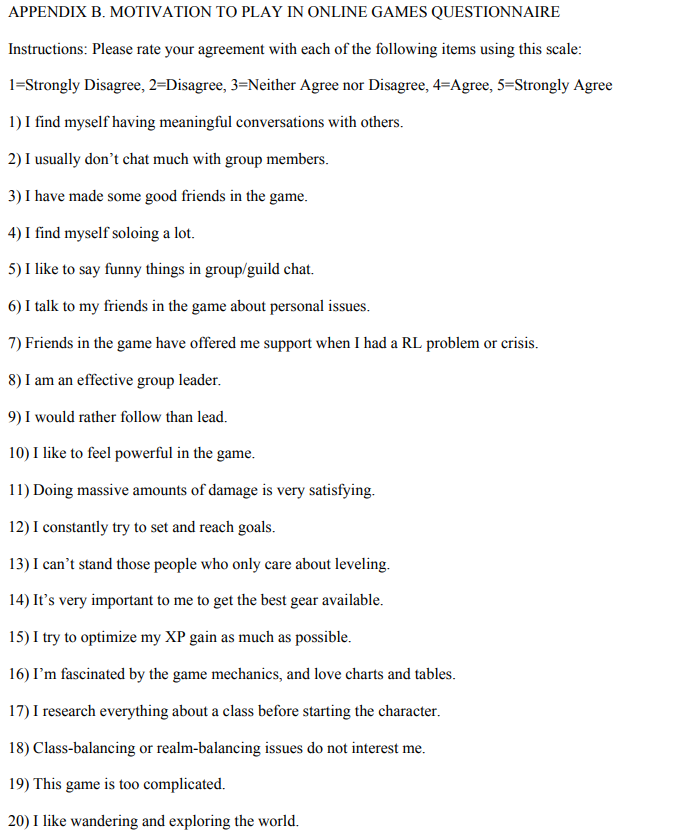 APPENDIX B. MOTIVATION TO PLAY IN ONLINE GAMES QUESTIONNAIRE
Instructions: Please rate your agreement with each of the following items using this scale:
1=Strongly Disagree, 2=Disagree, 3=Neither Agree nor Disagree, 4=Agree, 5=Strongly Agree
1) I find myself having meaningful conversations with others.
2) I usually don’t chat much with group members.
3) I have made some good friends in the game.
4) I find myself soloing a lot.
5) I like to say funny things in group/guild chat.
6) I talk to my friends in the game about personal issues.
7) Friends in the game have offered me support when I had a RL problem or crisis.
8) I am an effective group leader.
9) I would rather follow than lead.
10) I like to feel powerful in the game.
11) Doing massive amounts of damage is very satisfying.
12) I constantly try to set and reach goals.
13) I can’t stand those people who only care about leveling.
14) It’s very important to me to get the best gear available.
15) I try to optimize my XP gain as much as possible.
16) I’m fascinated by the game mechanics, and love charts and tables.
17) I research everything about a class before starting the character.
18) Class-balancing or realm-balancing issues do not interest me.
19) This game is too complicated.
20) I like wandering and exploring the world.